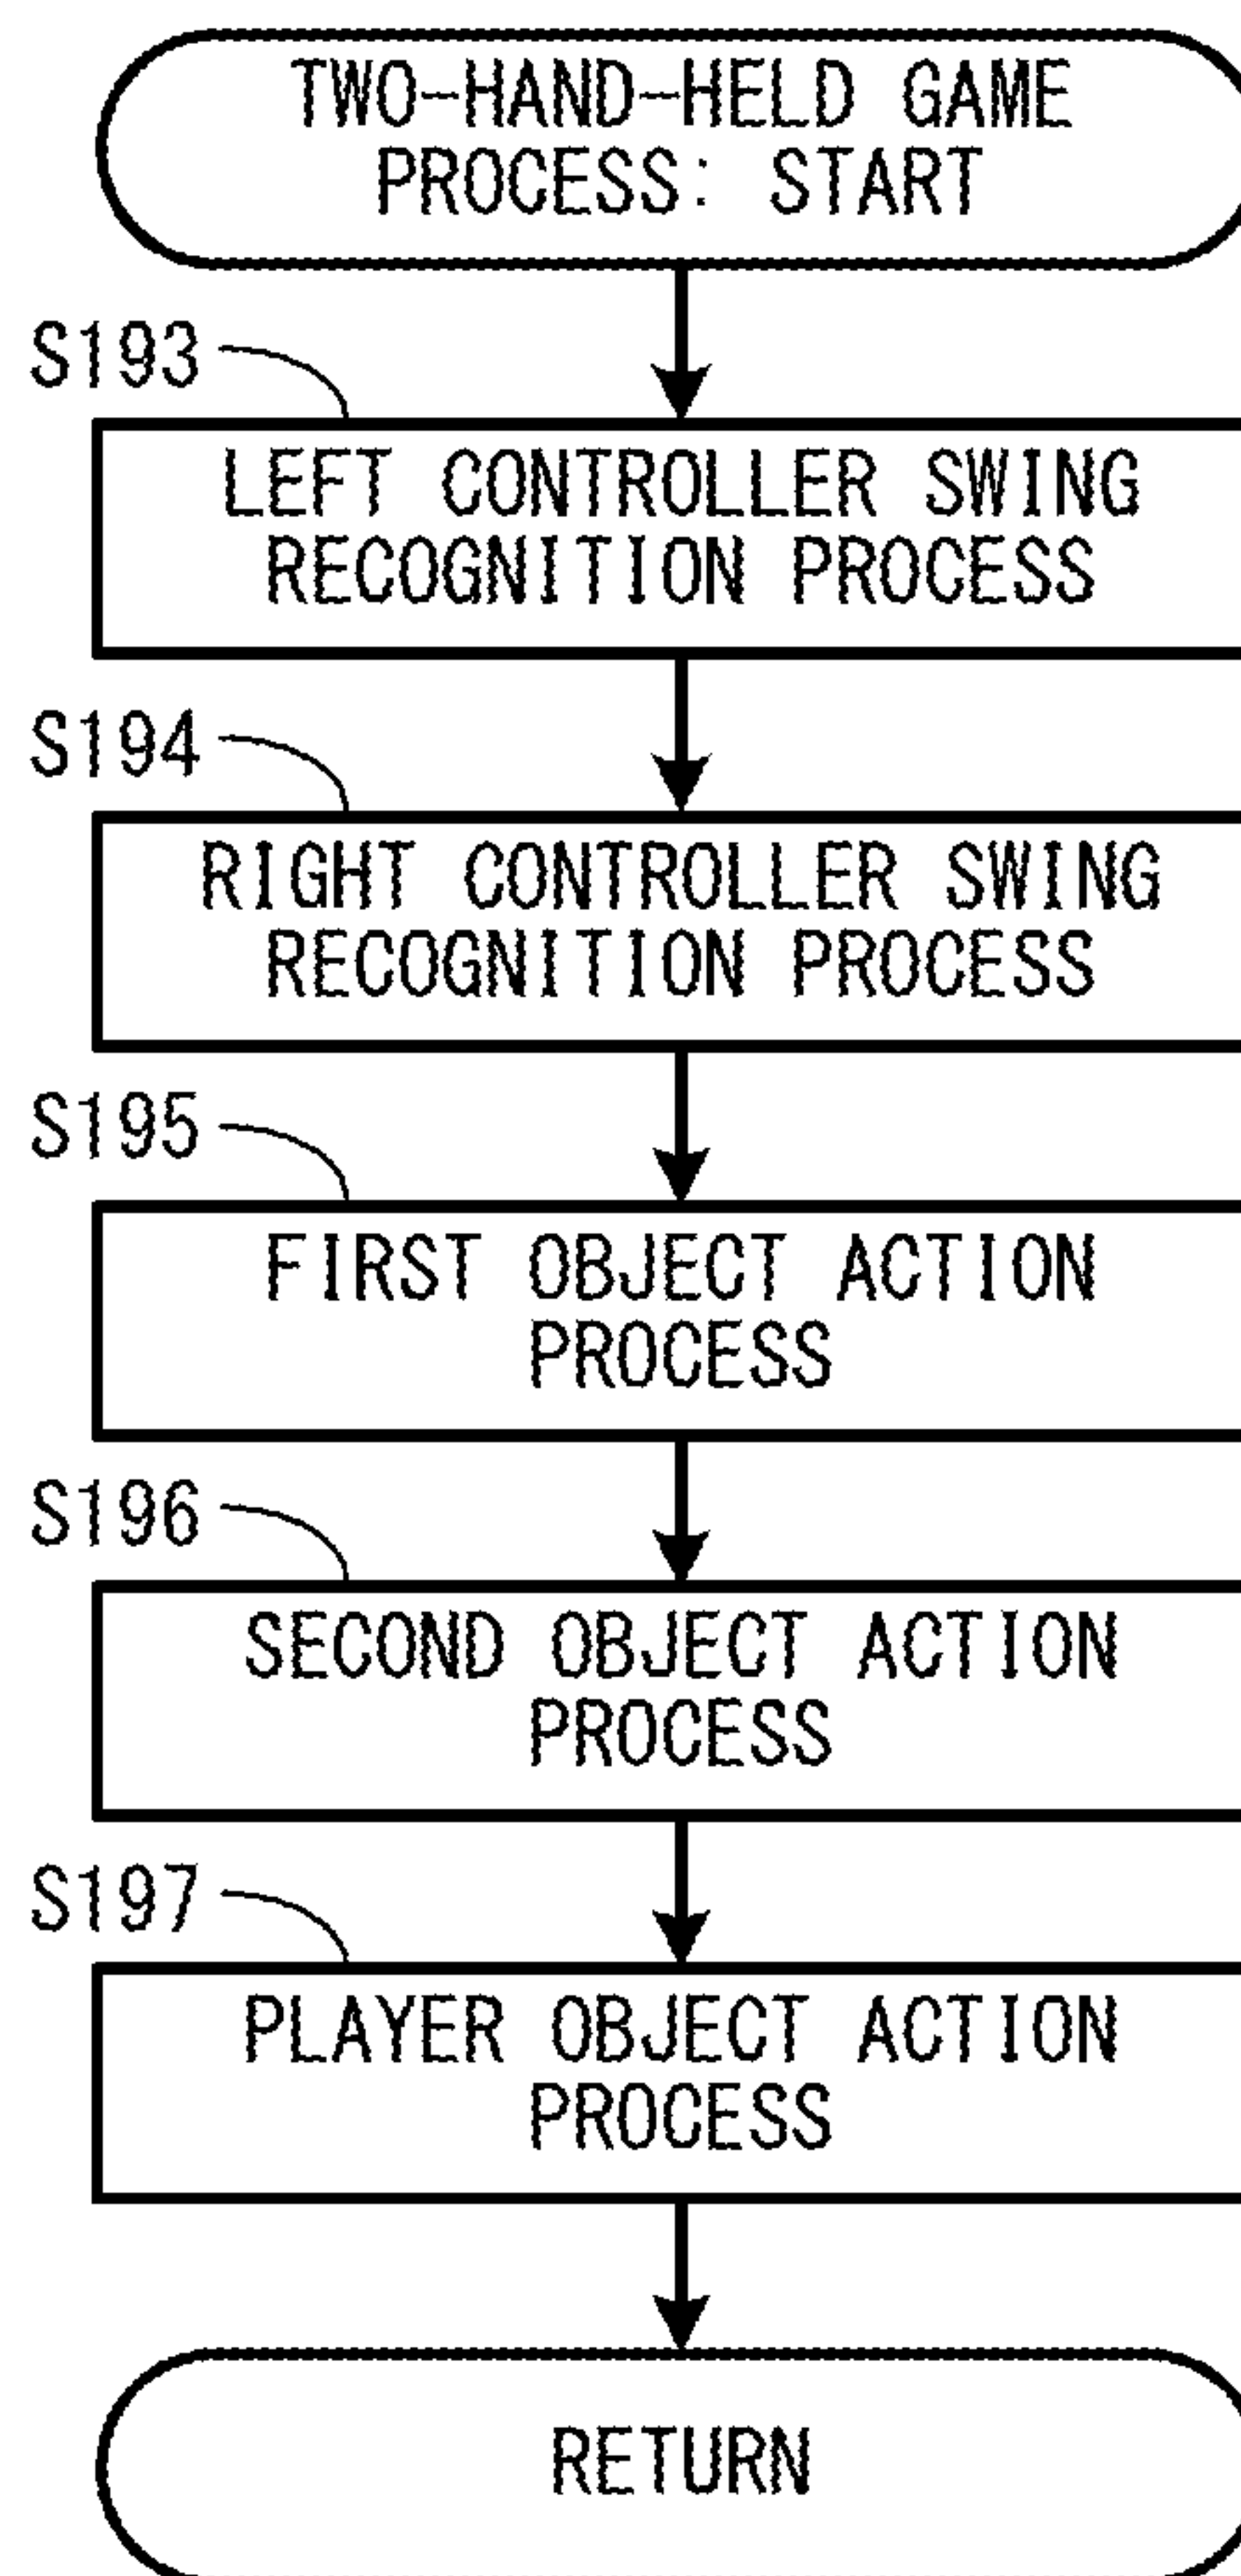 TWO-HAND-HELD GAME
PROCESS: START
S193
LEFT CONTROLLER SWING
RECOGNITION PROCESS
S194
RIGHT CONTROLLER SWING
RECOGNITION PROCESS
S195
FIRST OBJECT ACTION
PROCESS
S196
SECOND OBJECT ACTION
PROCESS
S197
PLAYER OBJECT ACTION
PROCESS
RETURN